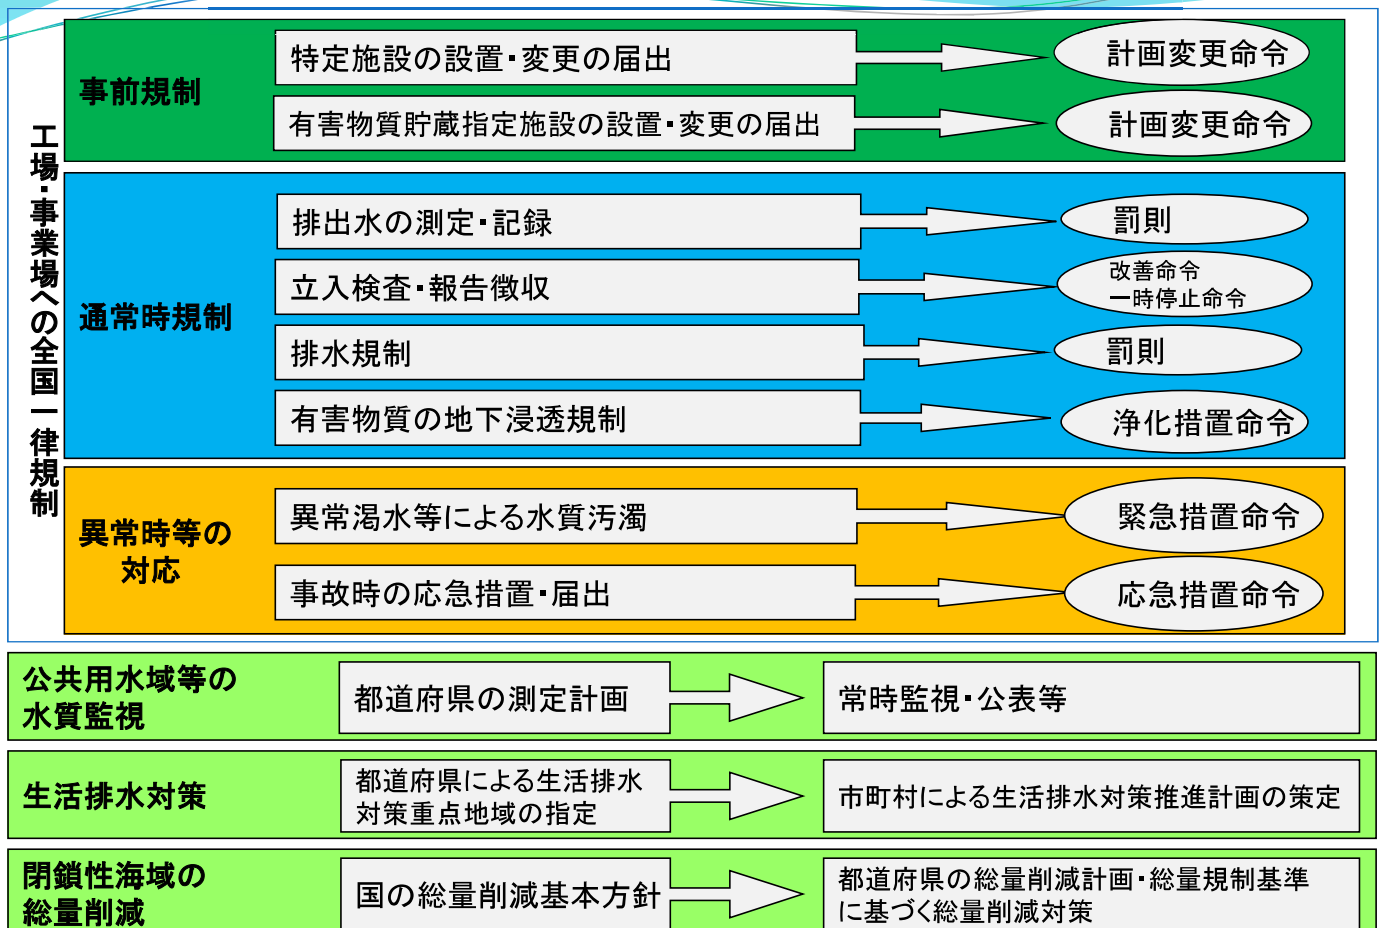 工場・事業場への全国一律規制
事前規制
特定施設の設置・変更の届出
計画変更命令
有害物質貯蔵指定施設の設置・変更の届出
計画変更命令
通常時規制
排出水の測定・記録
罰則
立入検査・報告徴収
改善命令
一時停止命令
排水規制
罰則
有害物質の地下浸透規制
浄化措置命令
異常時等の
対応
異常渇水等による水質汚濁
緊急措置命令
事故時の応急措置・届出
応急措置命令
公共用水域等の
水質監視
都道府県の測定計画
常時監視・公表等
生活排水対策
都道府県による生活排水
対策重点地域の指定
市町村による生活排水対策推進計画の策定
閉鎖性海域の
総量削減
国の総量削減基本方針
都道府県の総量削減計画・総量規制基準
に基づく総量削減対策